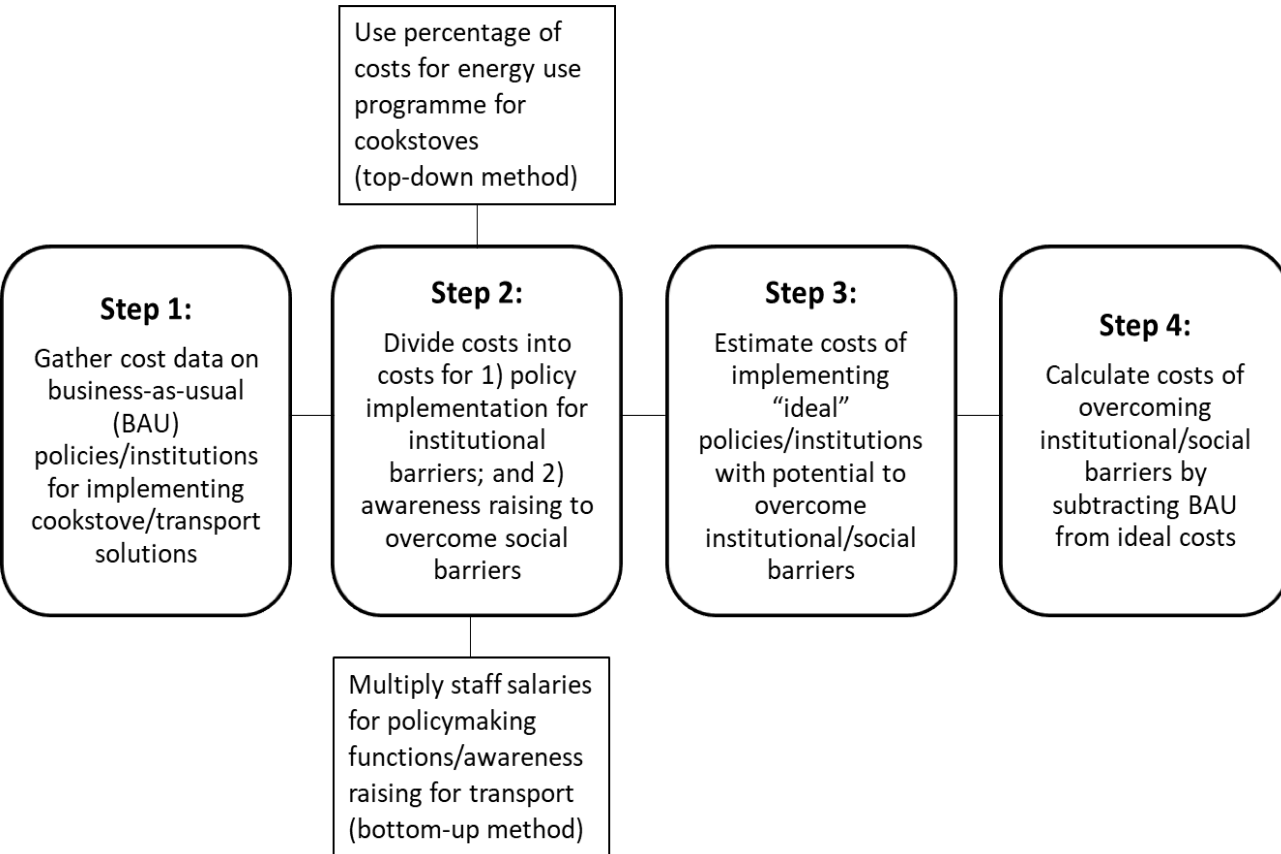 Use percentage of
costs for energy use
programme for
cookstoves
(top-down method)
Step 1:
Gather cost data on
business-as-usual
(BAU)
policies/institutions
for implementing
cookstove/transport
solutions
Step 2:
Divide costs into
costs for 1) policy
implementation for
institutional
barriers; and 2)
awareness raising to
overcome social
barriers
Step 3:
Estimate costs of
implementing
“ideal”
policies/institutions
with potential to
overcome
institutional/social
barriers
Step 4:
Calculate costs of
overcoming
institutional/social
barriers by
subtracting BAU
from ideal costs
Multiply staff salaries
for policymaking
functions/awareness
raising for transport
(bottom-up method)